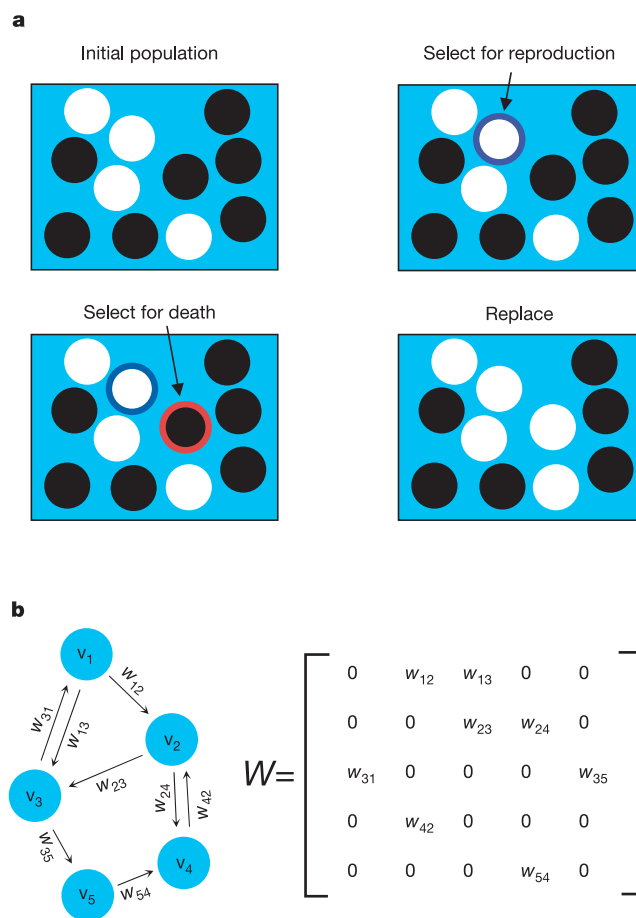 a
Initial population
Select for reproduction
Select for death
Replace
b
v1
w12
w31
w13
v2
w23
w24
w42
v3
w35
v4
w54
v5
W=
0 w12 w13 0 0
0 0 w23 w24 0
w31 0 0 0 w35
0 w42 0 0 0
0 0 0 w54 0